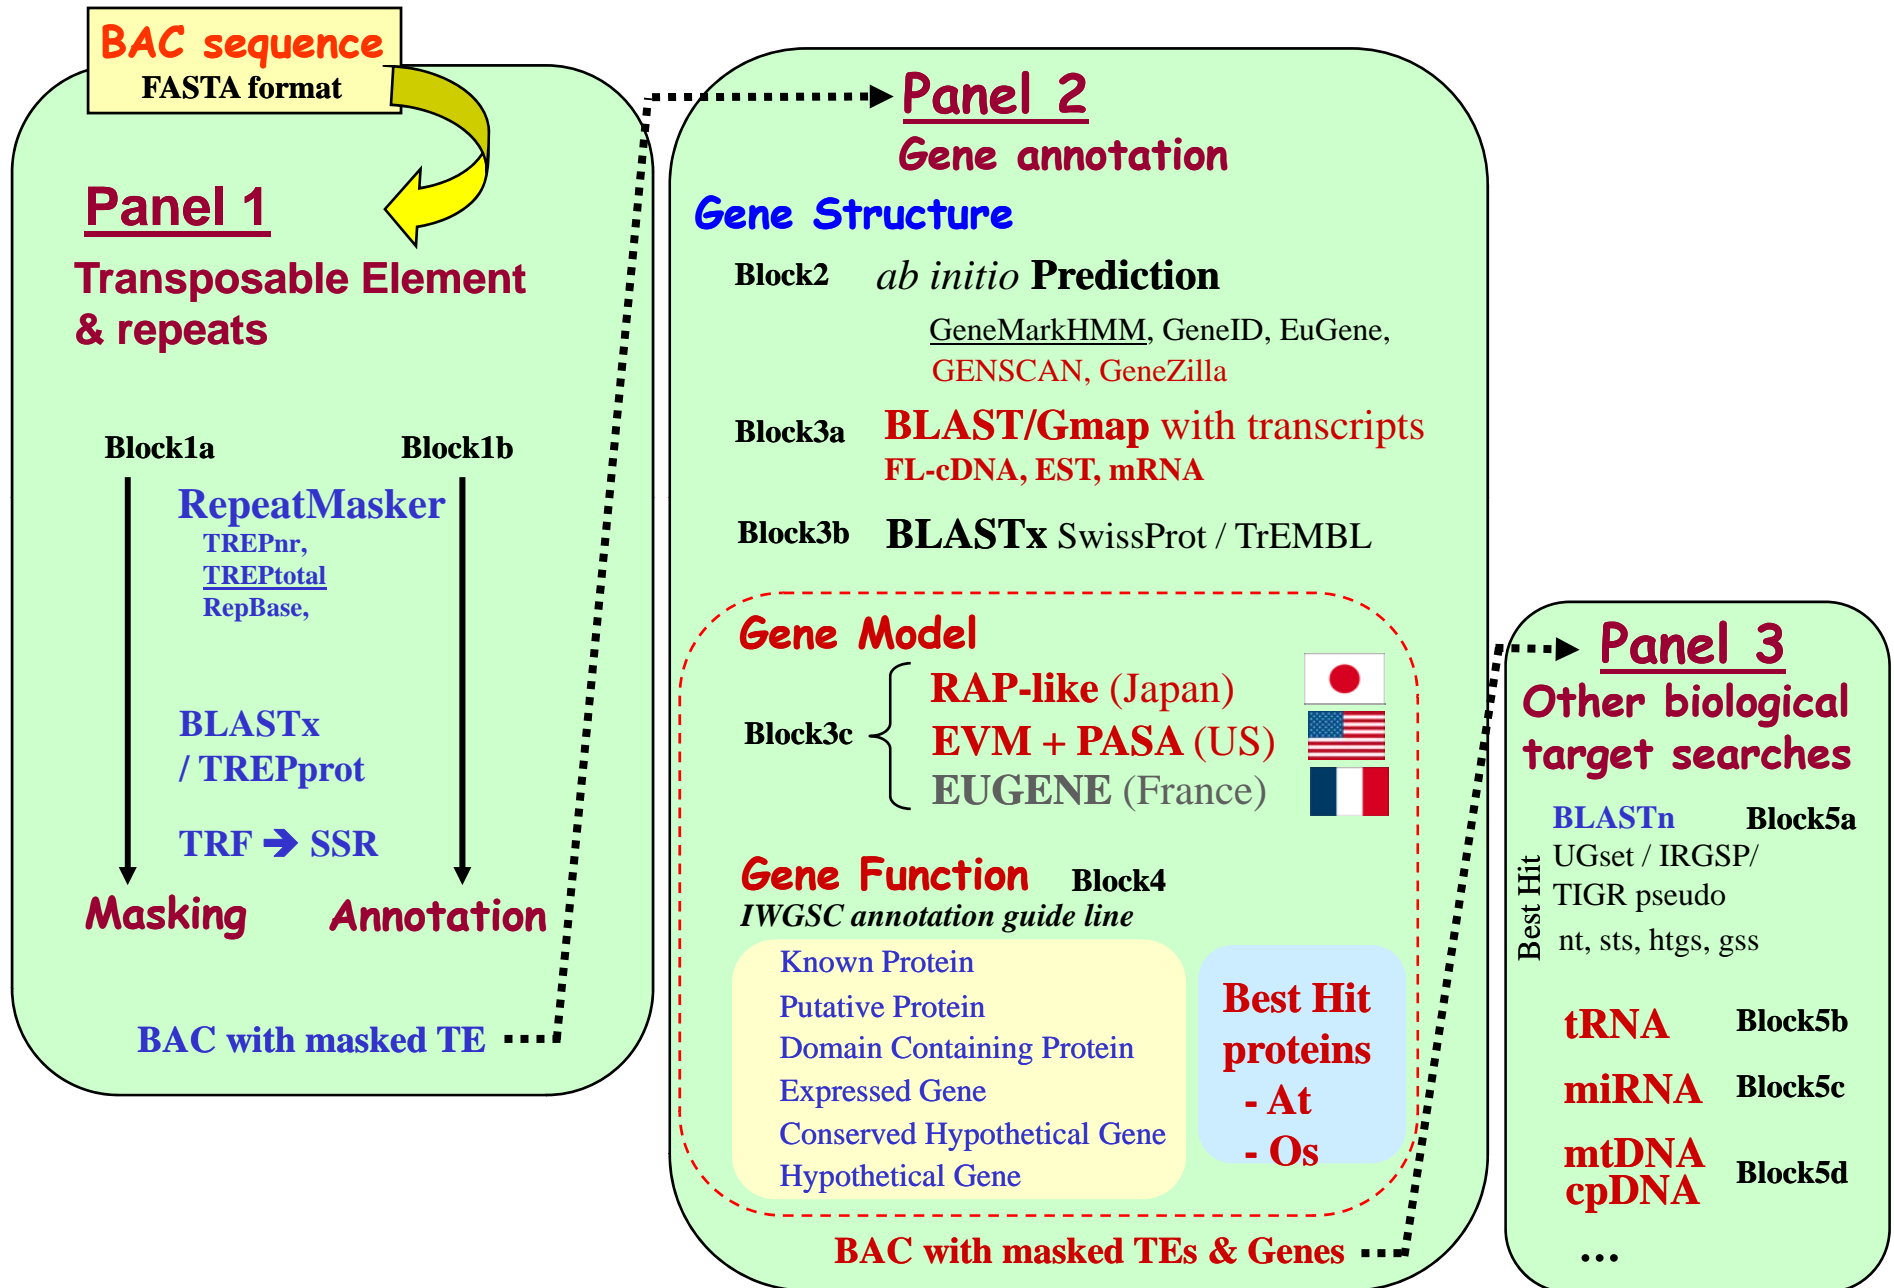 BAC sequence
FASTA format
Panel 1
Transposable Element
& repeats
Block1a
Block1b
RepeatMasker
TREPnr,
TREPtotal
RepBase,
BLASTx
/ TREPprot
TRF ➔ SSR
Masking
Annotation
BAC with masked TE
Panel 2
Gene annotation
Gene Structure
Block2 ab initio Prediction
GeneMarkHMM, GeneID, EuGene,
GENSCAN, GeneZilla
Block3a BLAST/Gmap with transcripts
FL-cDNA, EST, mRNA
Block3b BLASTx SwissProt / TrEMBL
Gene Model
Block3c
RAP-like (Japan)
EVM + PASA (US)
EUGENE (France)
Gene Function Block4
IWGSC annotation guide line
Known Protein
Putative Protein
Domain Containing Protein
Expressed Gene
Conserved Hypothetical Gene
Hypothetical Gene
Best Hit
proteins
- At
- Os
BAC with masked TEs & Genes
Panel 3
Other biological
target searches
BLASTn Block5a
Best Hit
UGset / IRGSP/
TIGR pseudo
nt, sts, htgs, gss
tRNA Block5b
miRNA Block5c
mtDNA
cpDNA
Block5d
...